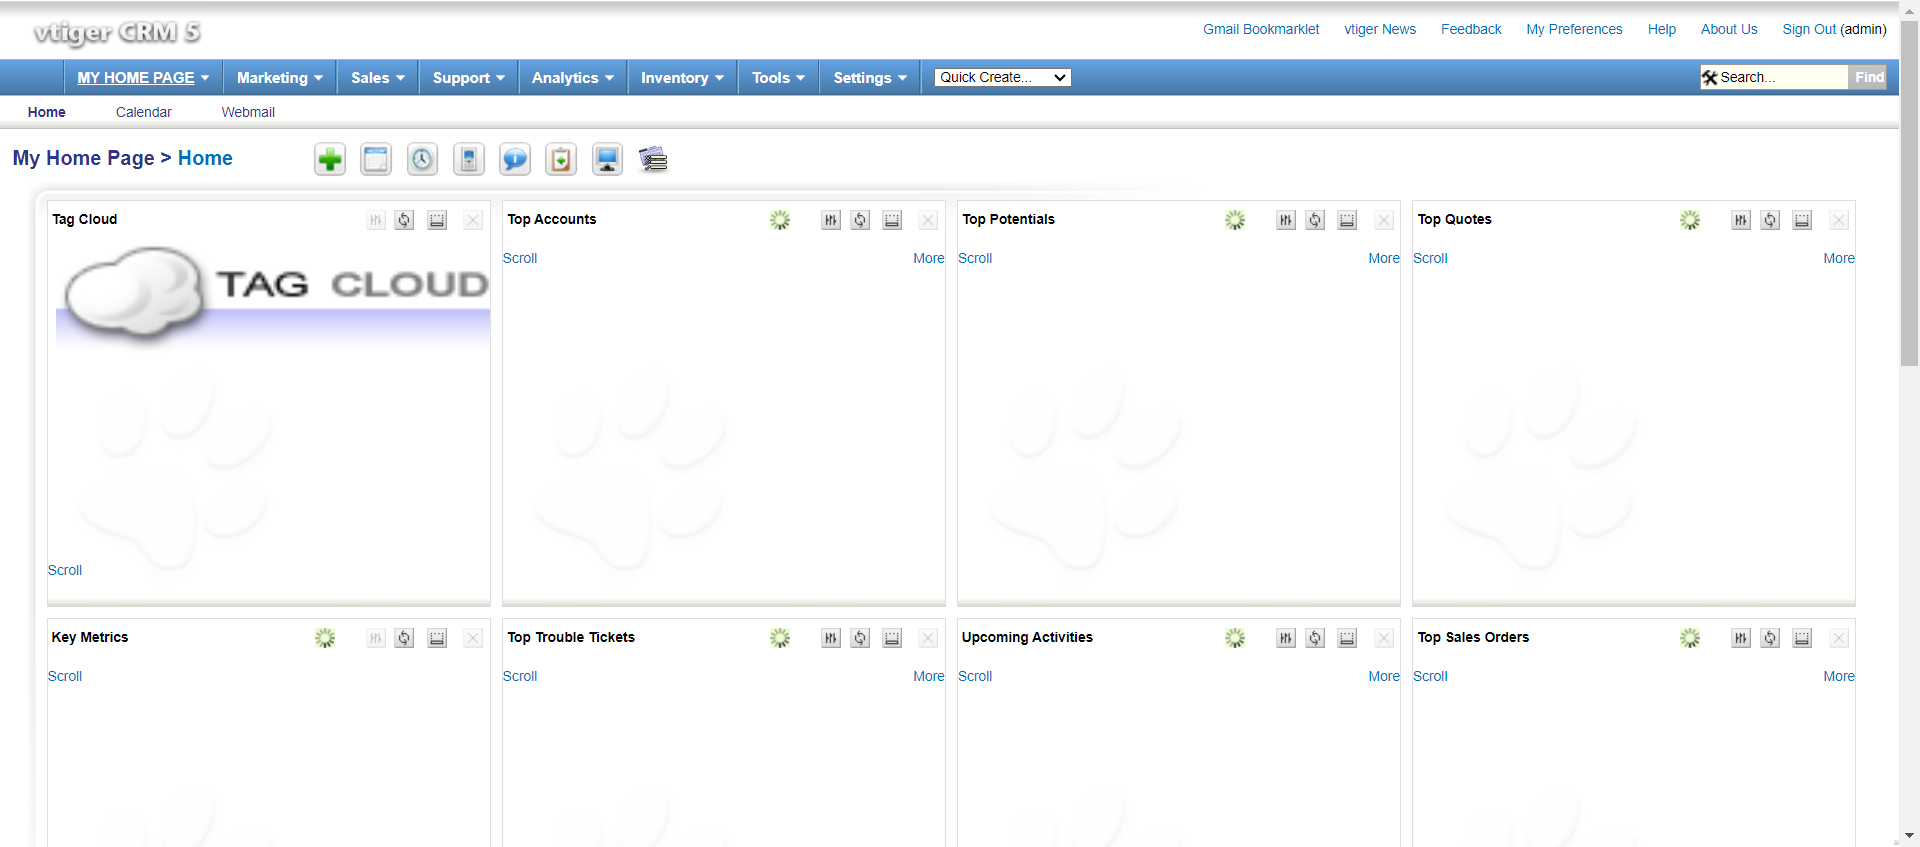 vtiger CRM 5
Gmail Bookmarklet vtiger News Feedback My Preferences Help About Us Sign Out (admin)
MY HOME PAGE Marketing Sales Support Analytics Inventory Tools Settings Quick Create... Search... Find
Home Calendar Webmail
My Home Page > Home
Tag Cloud Top Accounts Top Potentials Top Quotes
TAG CLOUD
Scroll More Scroll More Scroll More
Scroll
Key Metrics Top Trouble Tickets Upcoming Activities Top Sales Orders
Scroll Scroll More Scroll More Scroll More